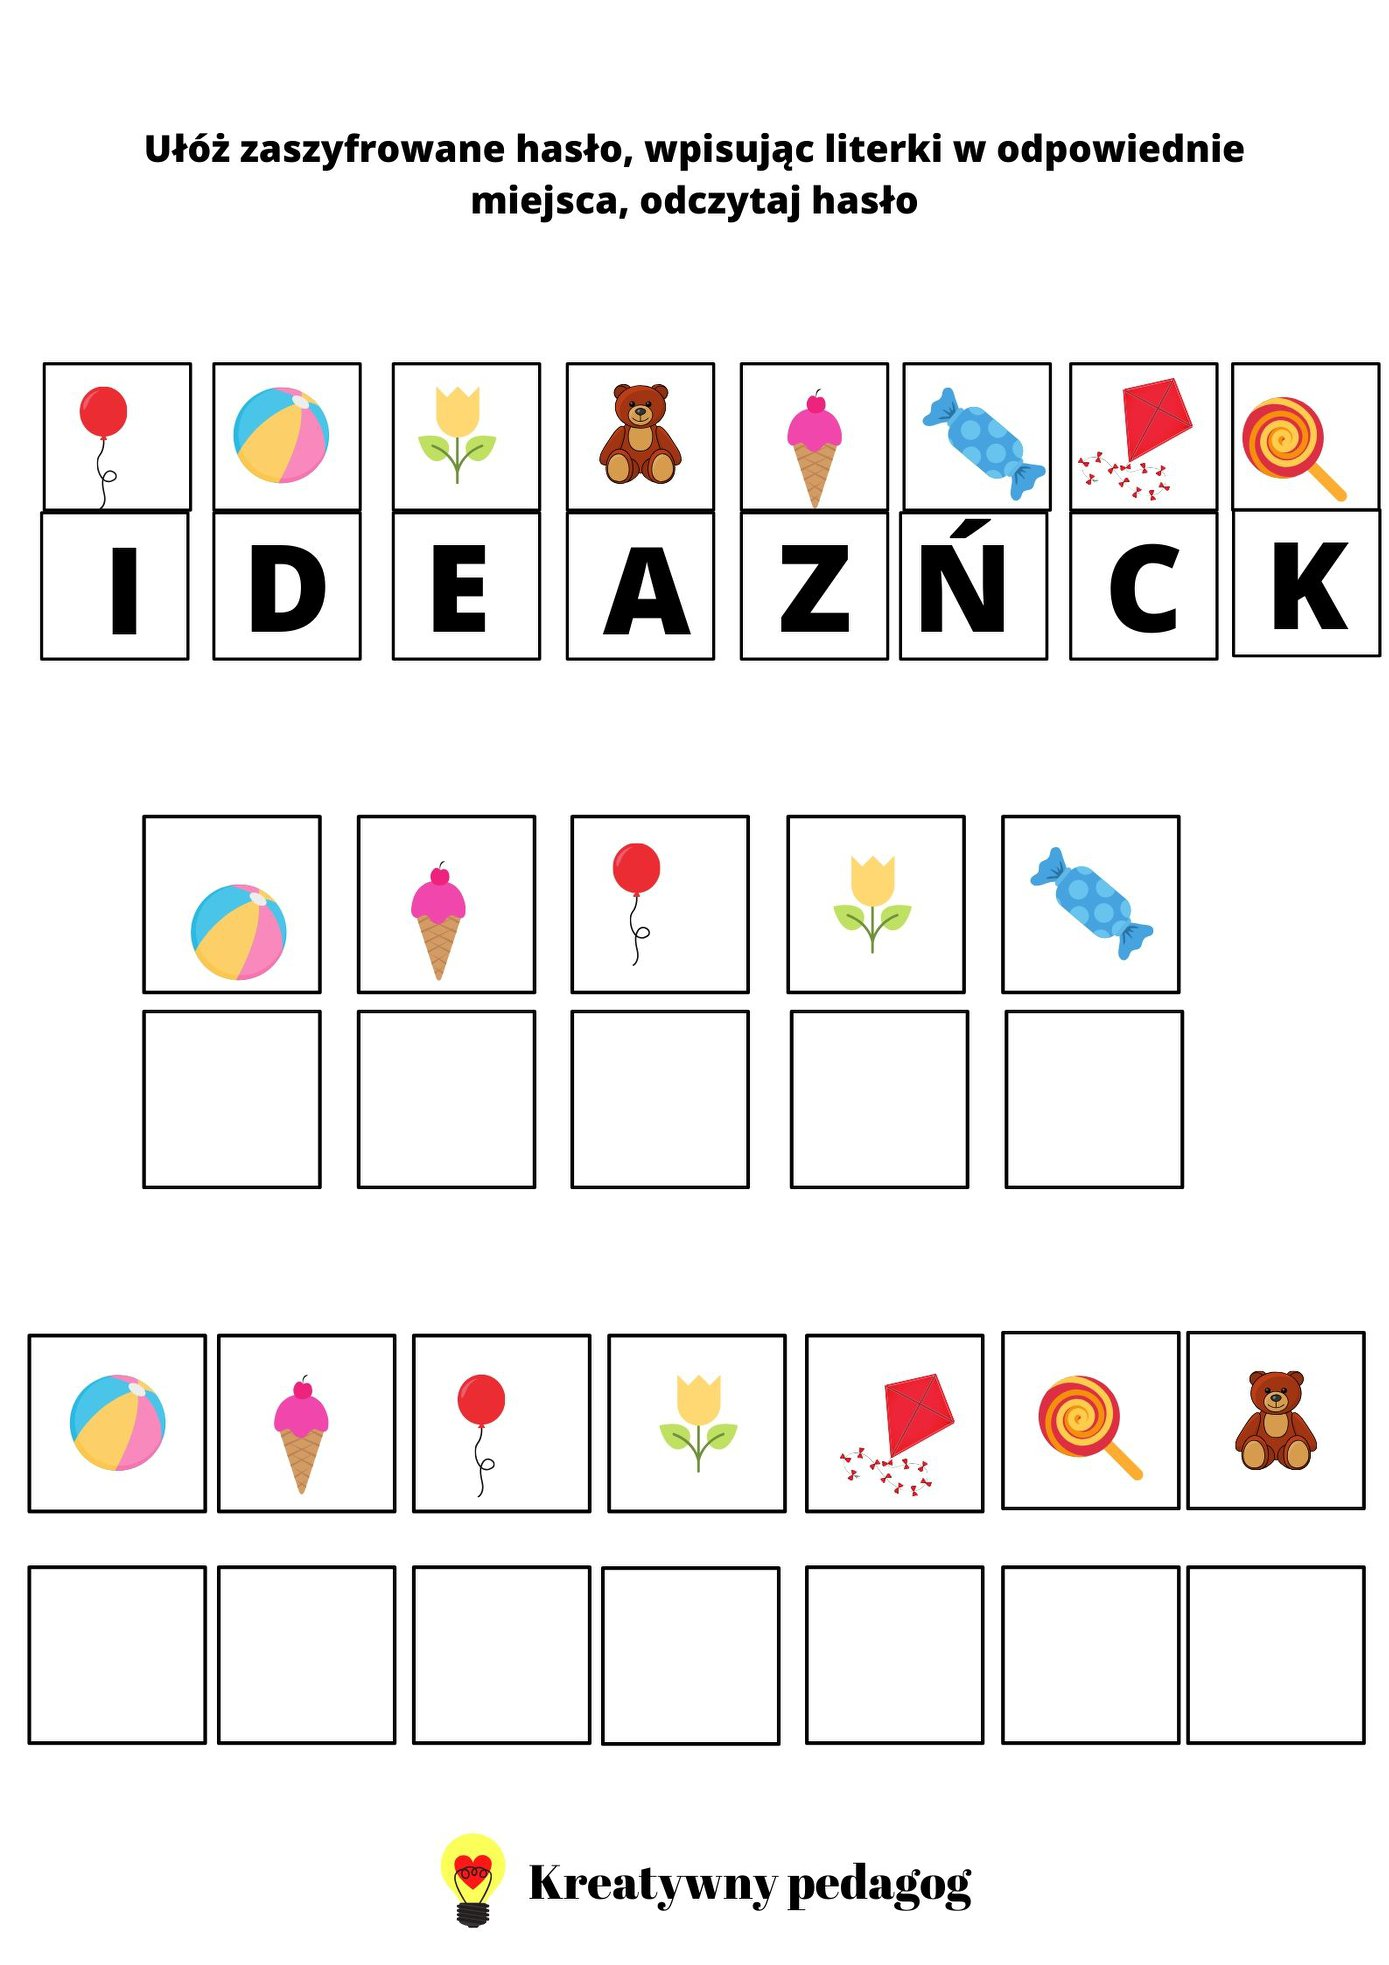 Ułóż zaszyfrowane hasło, wpisując literki w odpowiednie
miejsca, odczytaj hasło
I D E A Z Ń C K
Kreatywny pedagog